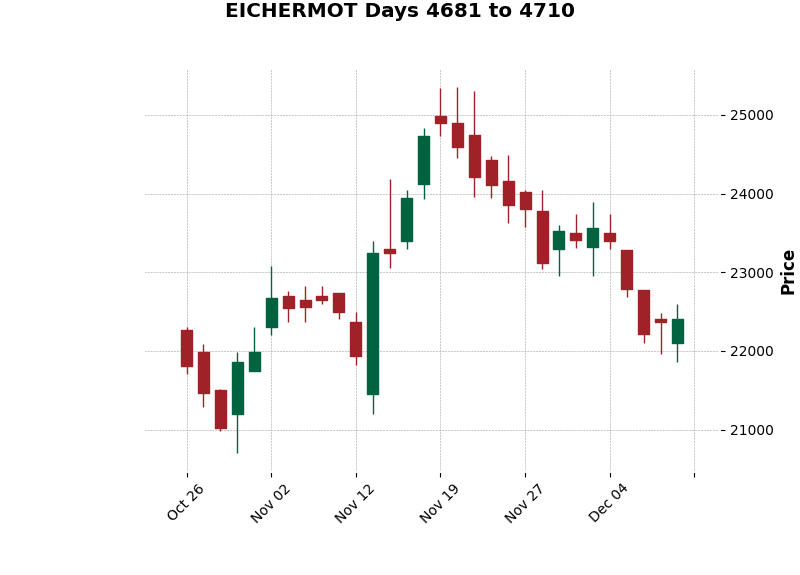 EICHERMOT Days 4681 to 4710
25000
24000
23000
22000
21000
Price
Oct 26
Nov 02
Nov 12
Nov 19
Nov 27
Dec 04